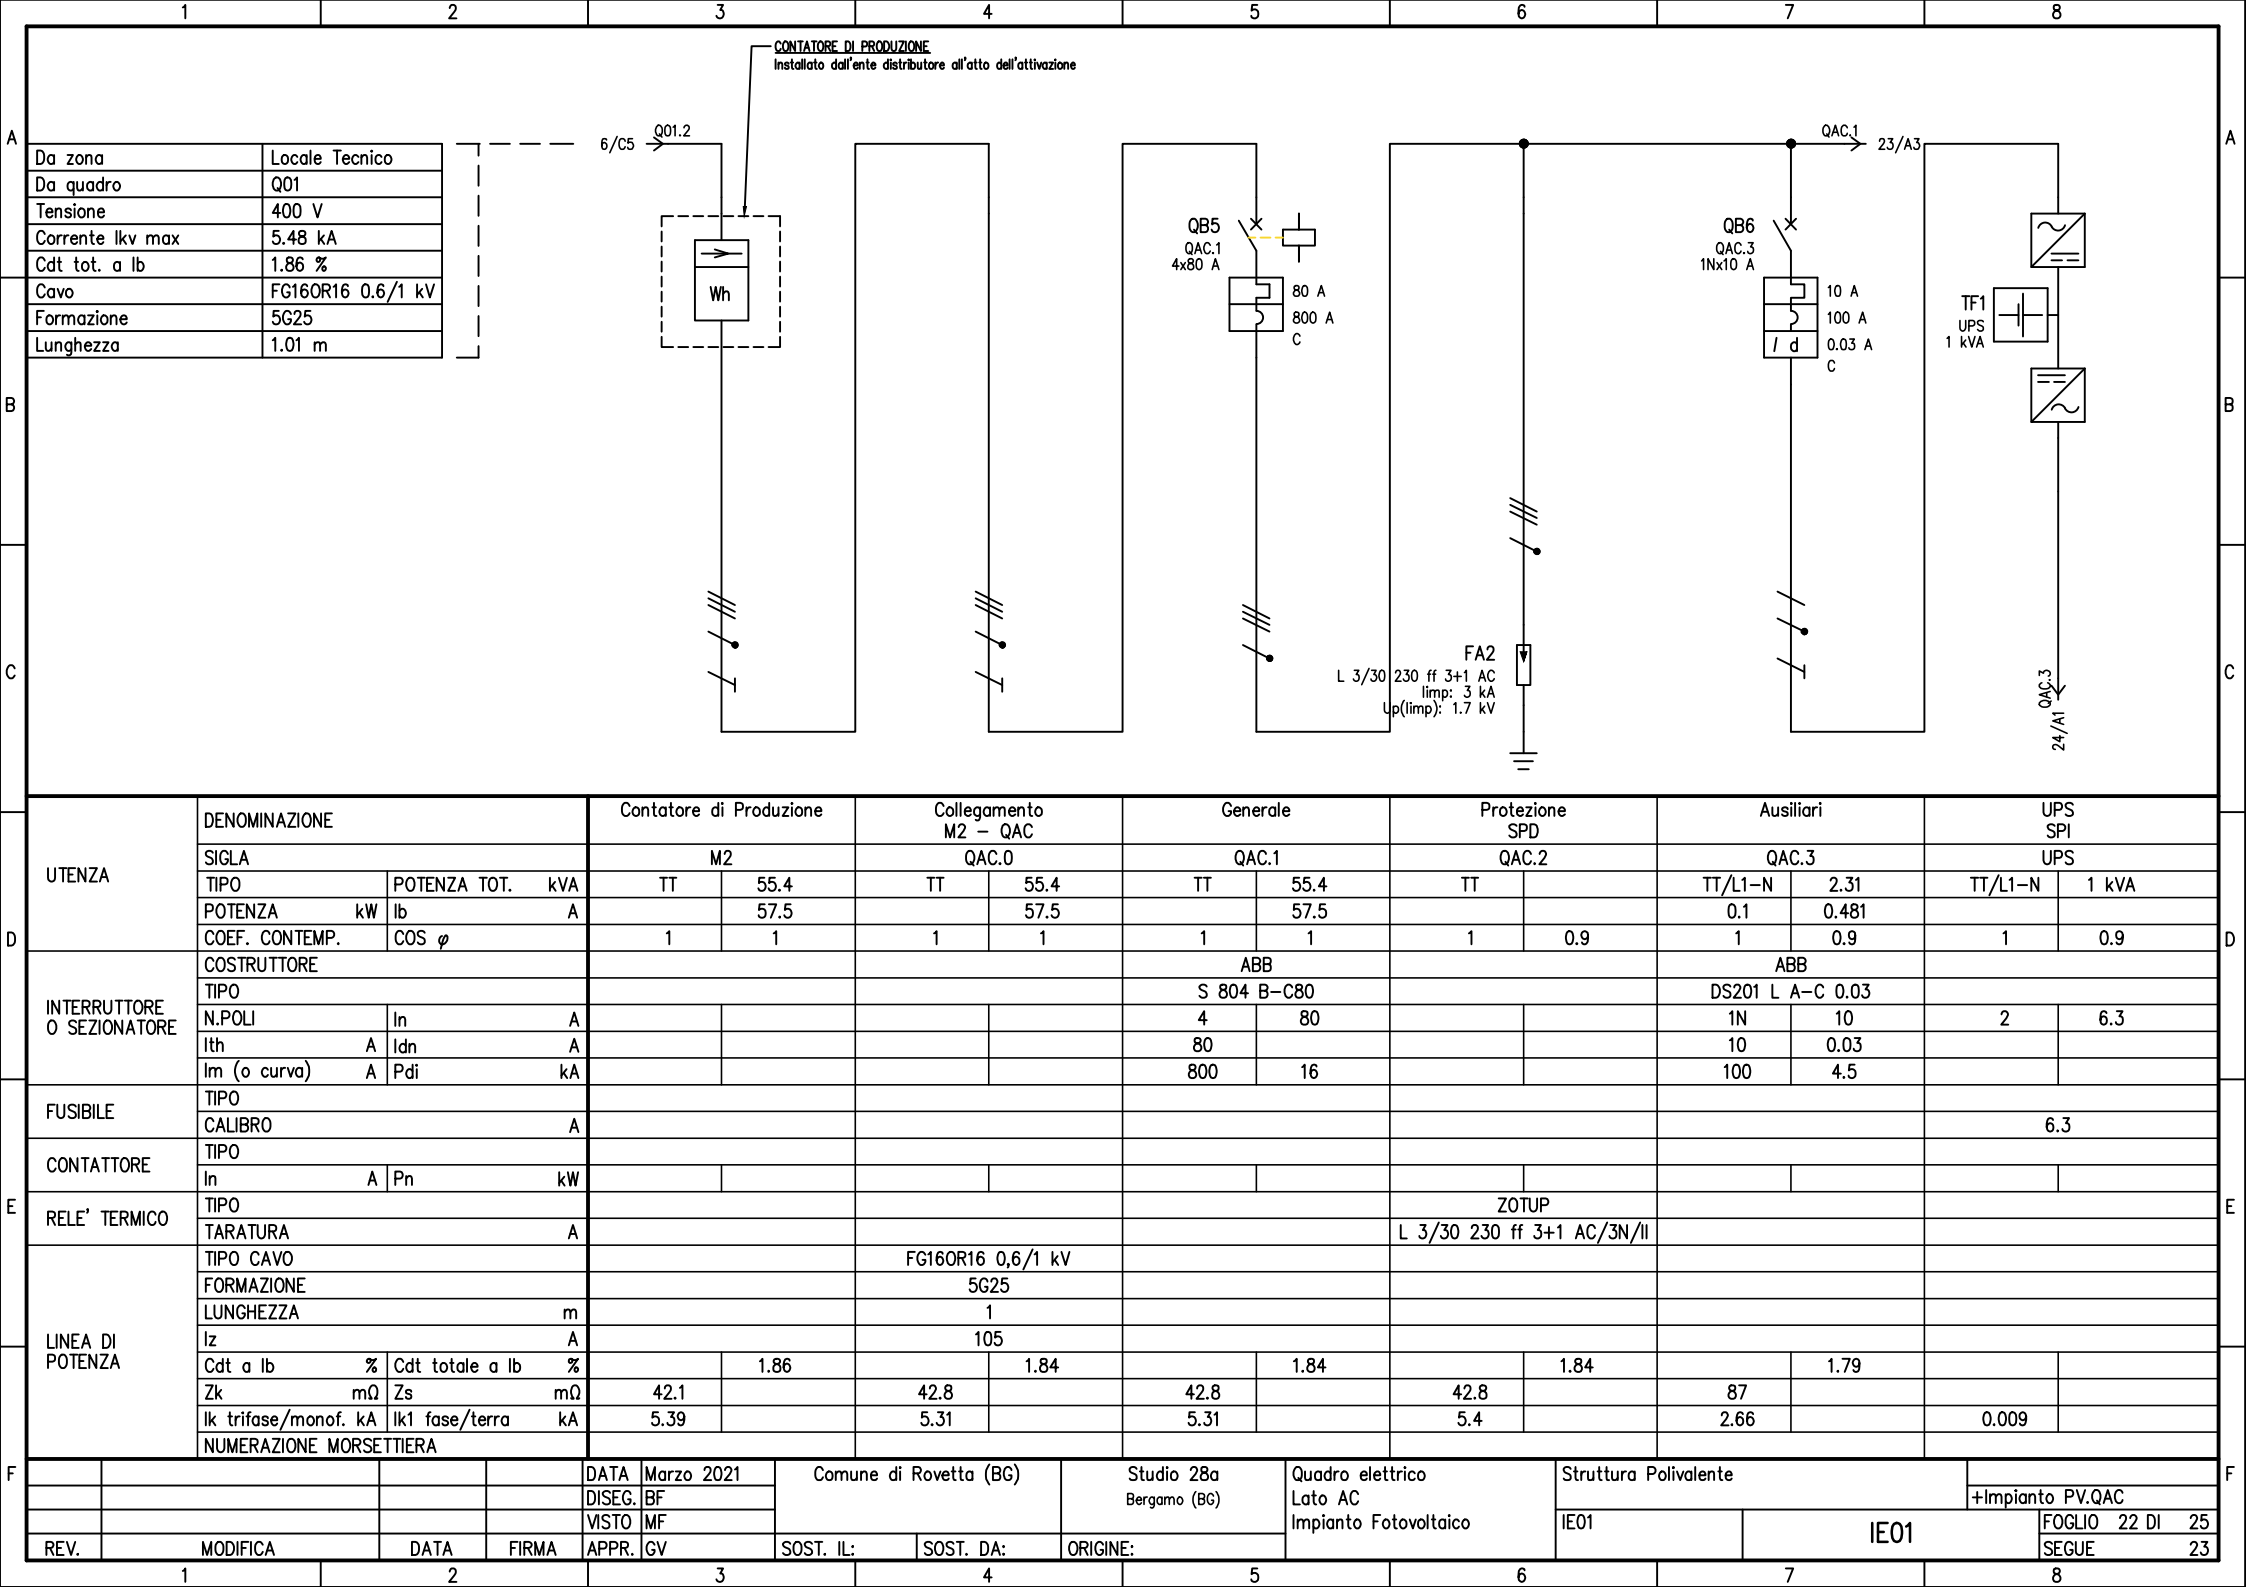 1 2 3 4 5 6 7 8
CONTATORE DI PRODUZIONE
Installato dall'ente distributore all'atto dell'attivazione
A A
Da zona Locale Tecnico
Da quadro Q01
Tensione 400 V
Corrente Ikv max 5.48 kA
Cdt tot. a Ib 1.86 %
Cavo FG16OR16 0.6/1 kV
Formazione 5G25
Lunghezza 1.01 m
6/C5 Q01.2
Wh
QB5
QAC.1
4x80 A
80 A
800 A
C
QAC.1 23/A3
QB6
QAC.3
1Nx10 A
10 A
100 A
I d 0.03 A
C
TF1
UPS
1 kVA
B B
FA2
L 3/30 230 ff 3+1 AC
Iimp: 3 kA
Up(Iimp): 1.7 kV
QAC.3
24/A1
C C
UTENZA
DENOMINAZIONE Contatore di Produzione Collegamento Generale Protezione Ausiliari UPS
M2 - QAC SPD SPI
SIGLA M2 QAC.0 QAC.1 QAC.2 QAC.3 UPS
TIPO POTENZA TOT. kVA TT 55.4 TT 55.4 TT 55.4 TT TT/L1-N 2.31 TT/L1-N 1 kVA
POTENZA kW Ib A 57.5 57.5 57.5 0.1 0.481
D COEF. CONTEMP. COS φ 1 1 1 1 1 1 1 0.9 1 0.9 1 0.9 D
INTERRUTTORE
O SEZIONATORE
COSTRUTTORE ABB ABB
TIPO S 804 B-C80 DS201 L A-C 0.03
N.POLI In A 4 80 1N 10 2 6.3
Ith A Idn A 80 10 0.03
Im (o curva) A Pdi kA 800 16 100 4.5
FUSIBILE
TIPO
CALIBRO A 6.3
CONTATTORE
TIPO
In A Pn kW
E RELE' TERMICO E
TIPO ZOTUP
TARATURA A L 3/30 230 ff 3+1 AC/3N/II
LINEA DI
POTENZA
TIPO CAVO FG16OR16 0,6/1 kV
FORMAZIONE 5G25
LUNGHEZZA m 1
Iz A 105
Cdt a Ib % Cdt totale a Ib % 1.86 1.84 1.84 1.84 1.79
Zk mΩ Zs mΩ 42.1 42.8 42.8 42.8 87
Ik trifase/monof. kA Ik1 fase/terra kA 5.39 5.31 5.31 5.4 2.66 0.009
NUMERAZIONE MORSETTIERA
F F
DATA Marzo 2021 Comune di Rovetta (BG) Studio 28a Quadro elettrico Struttura Polivalente
DISEG. BF Bergamo (BG) Lato AC +Impianto PV.QAC
VISTO MF Impianto Fotovoltaico IE01 IE01 FOGLIO 22 DI 25
REV. MODIFICA DATA FIRMA APPR. GV SOST. IL: SOST. DA: ORIGINE: SEGUE 23
1 2 3 4 5 6 7 8